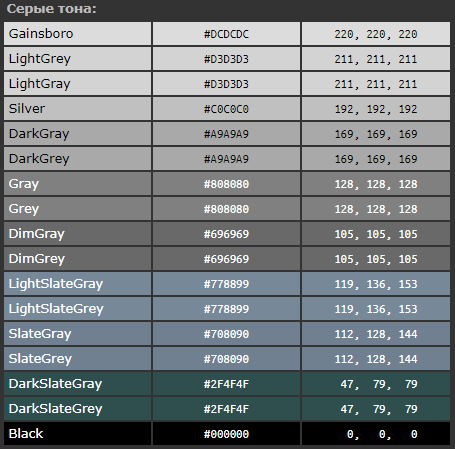 Серые тона:
Gainsboro #DCDCDC 220, 220, 220
LightGrey #D3D3D3 211, 211, 211
LightGray #D3D3D3 211, 211, 211
Silver #C0C0C0 192, 192, 192
DarkGray #A9A9A9 169, 169, 169
DarkGrey #A9A9A9 169, 169, 169
Gray #808080 128, 128, 128
Grey #808080 128, 128, 128
DimGray #696969 105, 105, 105
DimGrey #696969 105, 105, 105
LightSlateGray #778899 119, 136, 153
LightSlateGrey #778899 119, 136, 153
SlateGray #708090 112, 128, 144
SlateGrey #708090 112, 128, 144
DarkSlateGray #2F4F4F 47, 79, 79
DarkSlateGrey #2F4F4F 47, 79, 79
Black #000000 0, 0, 0